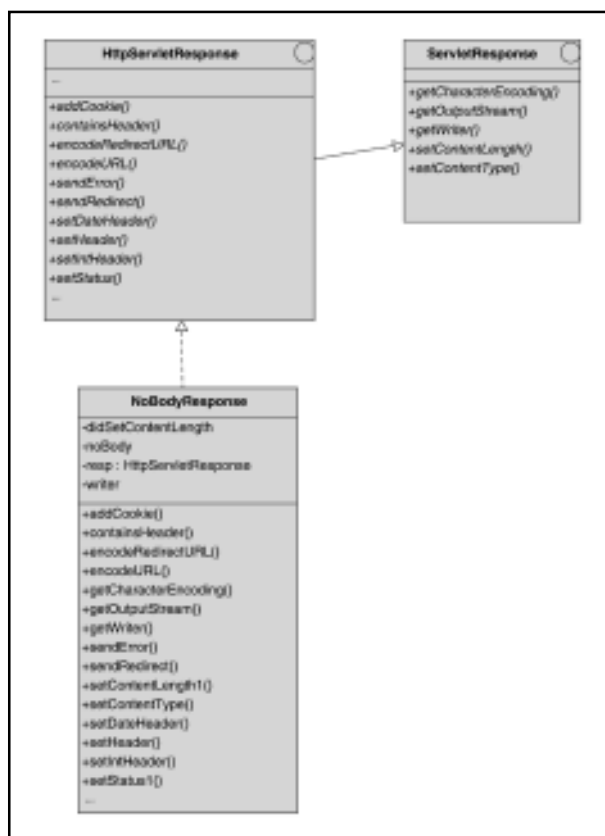 HttpServletResponse
...
+addCookie()
+containsHeader()
+encodeRedirectURL()
+encodeURL()
+sendError()
+sendRedirect()
+setDateHeader()
+setHeader()
+setIntHeader()
+setStatus()
...
ServletResponse
+getCharacterEncoding()
+getOutputStream()
+getWriter()
+setContentLength()
+setContentType()
NoBodyResponse
-didSetContentLength
-noBody
-resp : HttpServletResponse
-writer
+addCookie()
+containsHeader()
+encodeRedirectURL()
+encodeURL()
+getCharacterEncoding()
+getOutputStream()
+getWriter()
+sendError()
+sendRedirect()
+setContentLength1()
+setContentType()
+setDateHeader()
+setHeader()
+setIntHeader()
+setStatus1()
...